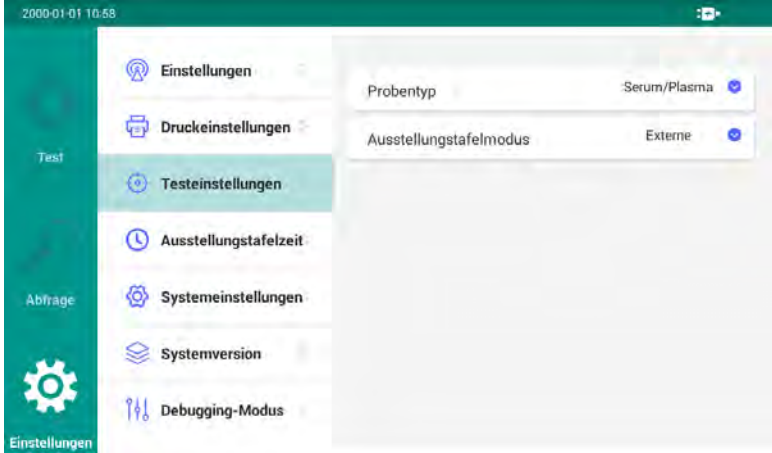 2000-01-01 10:58
Test
Abfrage
Einstellungen
Einstellungen
Druckeinstellungen
Testeinstellungen
Ausstellungstafelzeit
Systemeinstellungen
Systemversion
Debugging-Modus
Probentyp Serum/Plasma
Ausstellungstafelmodus Externe